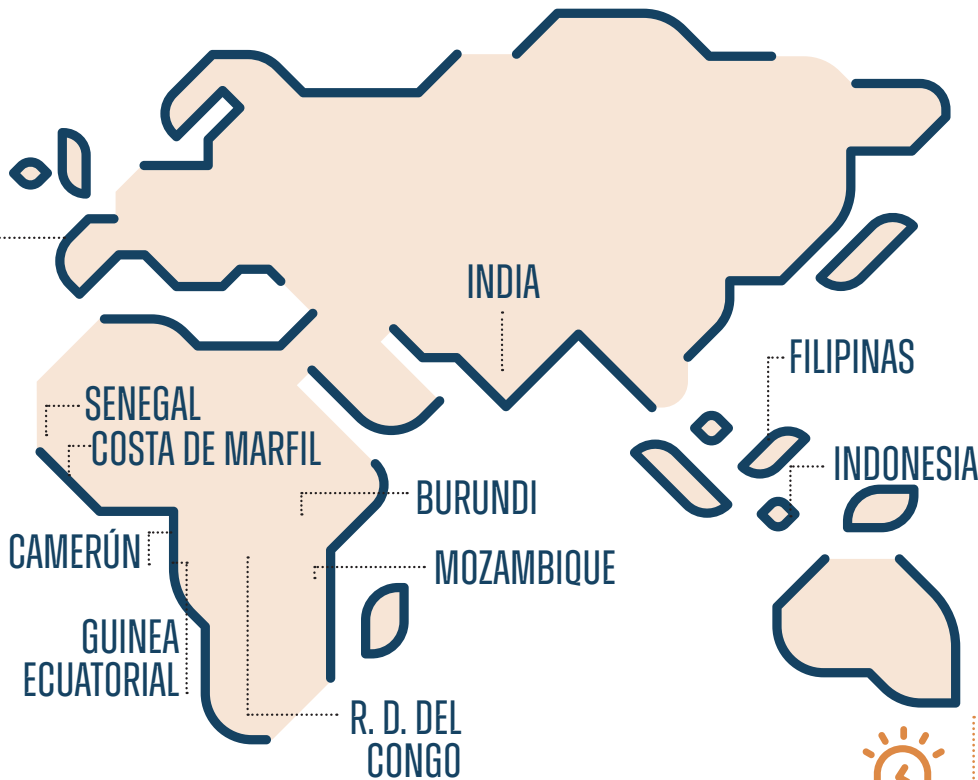 INDIA
FILIPINAS
SENEGAL
COSTA DE MARFIL
INDONESIA
BURUNDI
CAMERÚN
MOZAMBIQUE
GUINEA
ECUATORIAL
R. D. DEL
CONGO